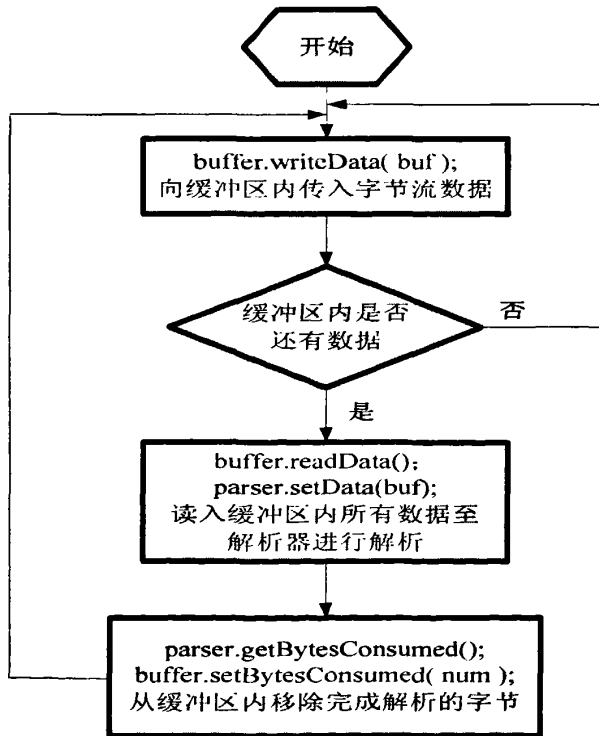 开始
buffer.writeData( buf );
向缓冲区内传入字节流数据
缓冲区内是否
还有数据
否
是
buffer.readData();
parser.setData(buf);
读入缓冲区内所有数据至
解析器进行解析
parser.getBytesConsumed();
buffer.setBytesConsumed( num );
从缓冲区内移除完成解析的字节